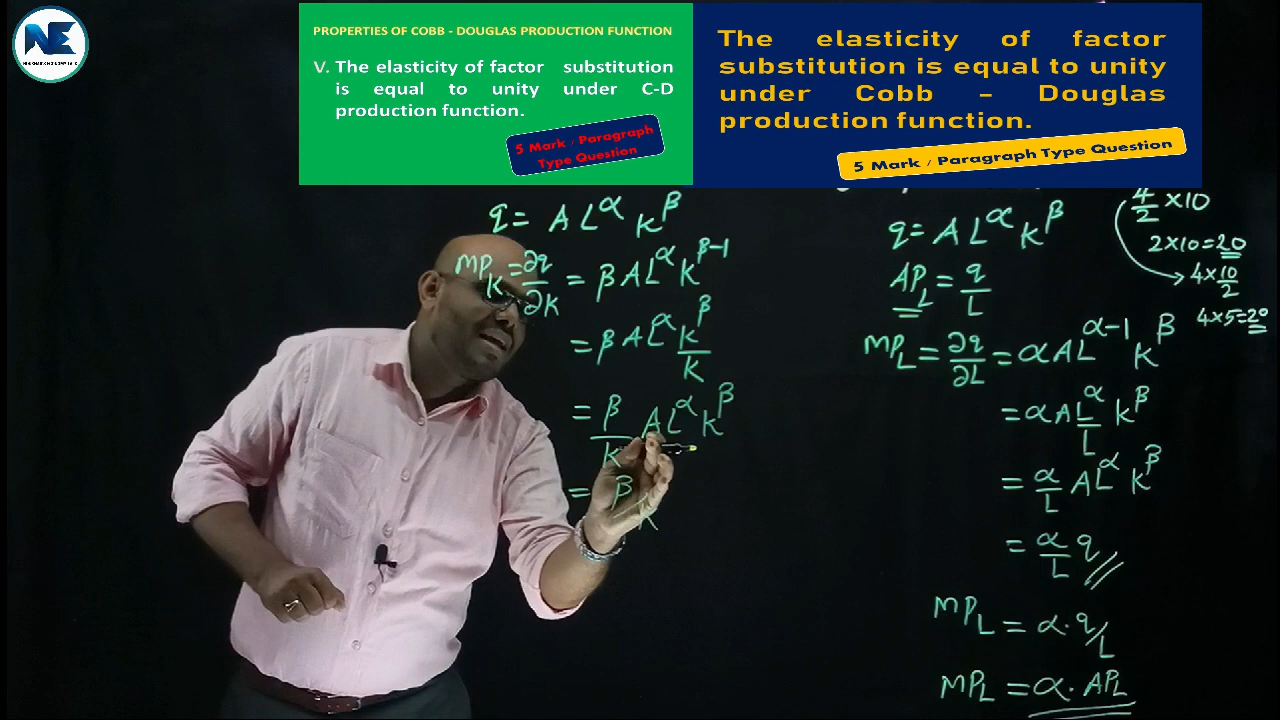 NE
PROPERTIES OF COBB - DOUGLAS PRODUCTION FUNCTION
V. The elasticity of factor substitution
is equal to unity under C-D
production function.
5 Mark / Paragraph
Type Question
The elasticity of factor
substitution is equal to unity
under Cobb – Douglas
production function.
5 Mark / Paragraph Type Question
q = A L^α K^β
MP_K = ∂q/∂K = β A L^α K^β-1
= β A L^α K^β/K
= β/K A L^α K^β
= β /K
q = A L^α K^β
AP_L = q/L
MP_L = ∂q/∂L = α A L^α-1 K^β
= α A L^α/L K^β
= α/L A L^α K^β
= α/L q //
MP_L = α · q/L
MP_L = α · AP_L
4/2 × 10
2 × 10 = 20
4 × 10/2
4 × 5 = 20